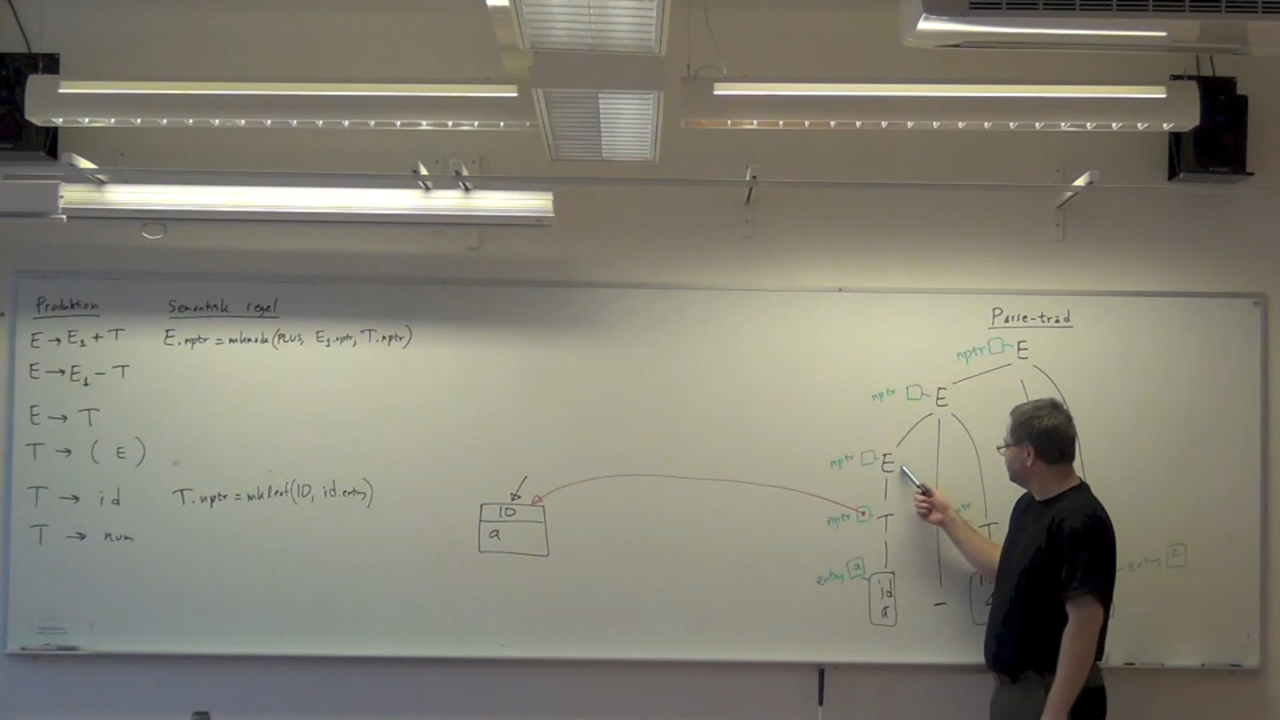 Produktion Semantisk regel
E → E₁ + T E.nptr = mknode(PLUS, E₁.nptr, T.nptr)
E → E₁ - T
E → T
T → ( E )
T → id T.nptr = mkleaf(ID, id.entry)
T → num
ID
a
Parse-träd
nptr E
nptr E
nptr E
nptr T
T
entry a
id
a
-
entry